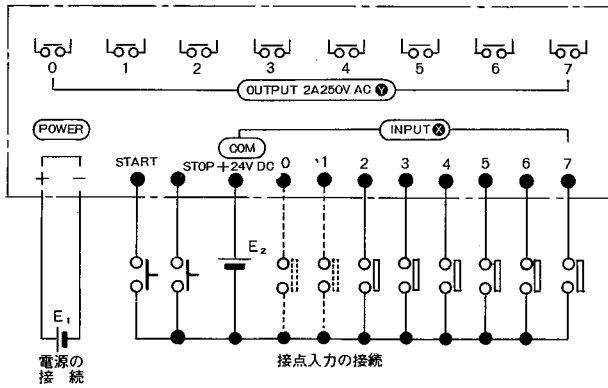 0 1 2 3 4 5 6 7
OUTPUT 2A250V AC Y
POWER
INPUT X
COM
START STOP +24V DC 0 1 2 3 4 5 6 7
+ −
E2
E1
電源の
接続
接点入力の接続